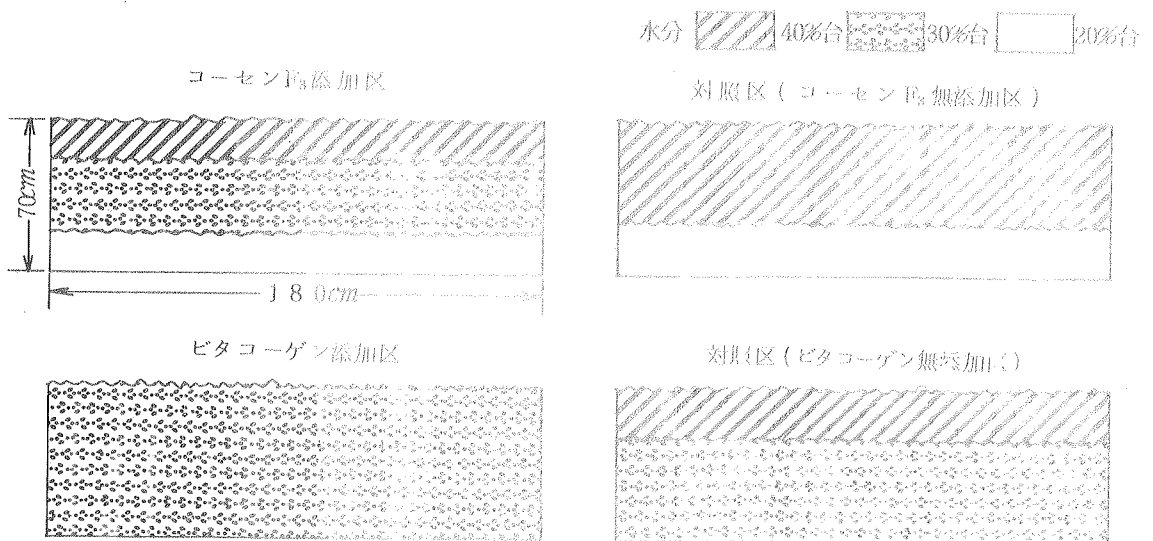 水分 40%台 30%台 20%台
コーセンF₃添加区
対照区(コーセンF₃無添加区)
70cm
180cm
ビタコーゲン添加区
対照区(ビタコーゲン無添加区)